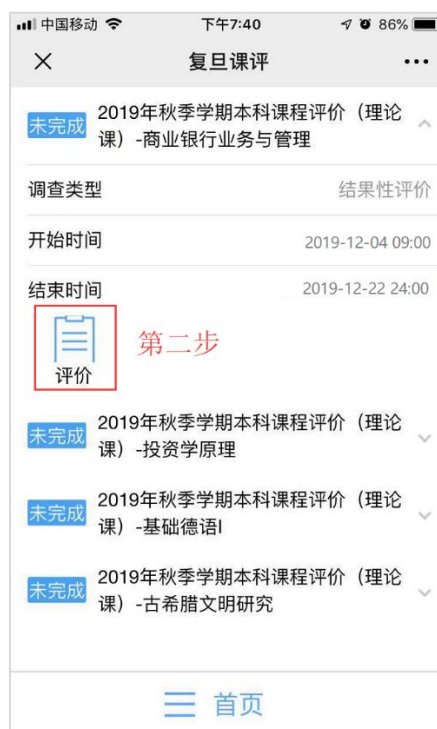 中国移动 下午7:40 86%
复旦课评
未完成 2019年秋季学期本科课程评价（理论
课）-商业银行业务与管理
调查类型 结果性评价
开始时间 2019-12-04 09:00
结束时间 2019-12-22 24:00
第二步
评价
未完成 2019年秋季学期本科课程评价（理论
课）-投资学原理
未完成 2019年秋季学期本科课程评价（理论
课）-基础德语I
未完成 2019年秋季学期本科课程评价（理论
课）-古希腊文明研究
首页